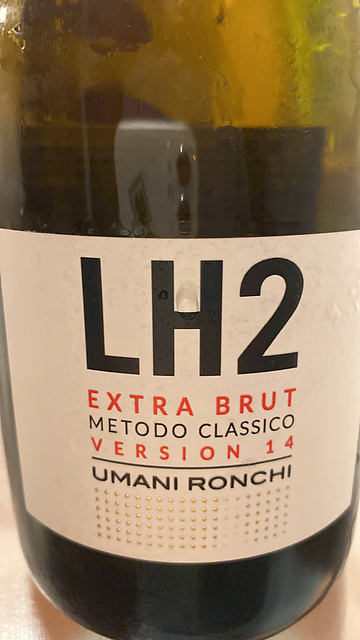 LH2
EXTRA BRUT
METODO CLASSICO
VERSION 14
UMANI RONCHI